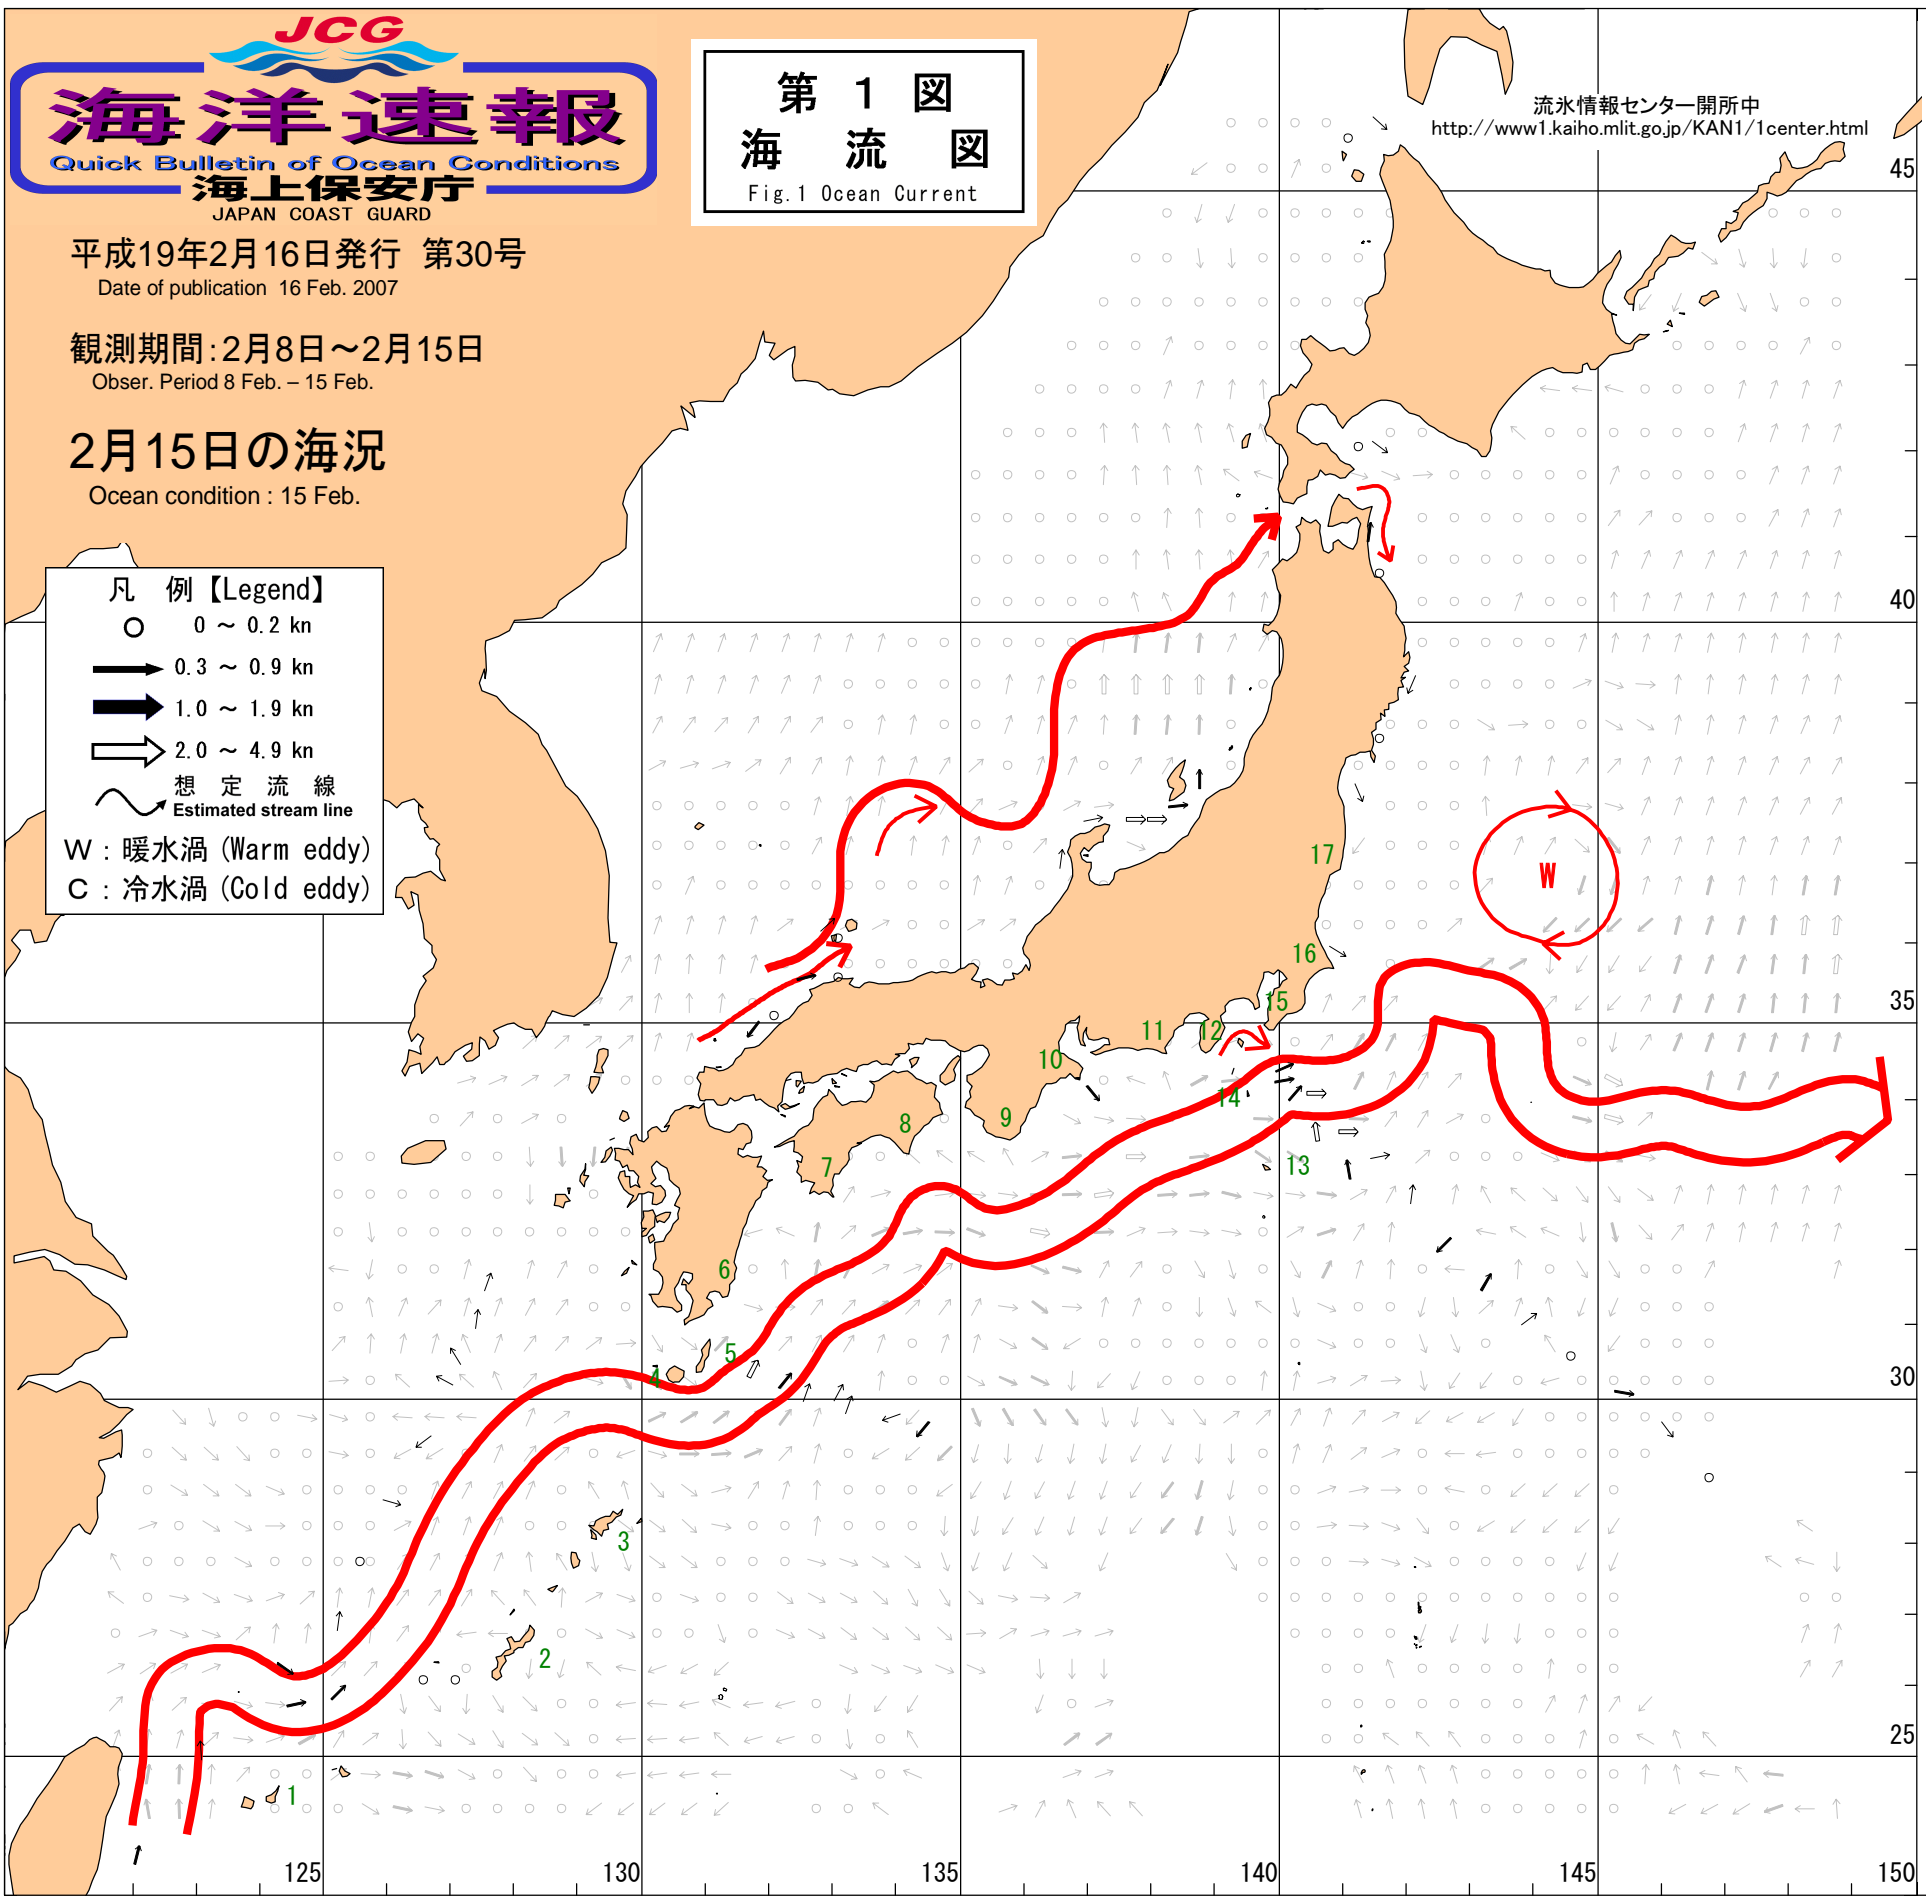 JCG
海洋速報
Quick Bulletin of Ocean Conditions
海上保安庁
JAPAN COAST GUARD
平成19年2月16日発行 第30号
Date of publication 16 Feb. 2007
観測期間:2月8日~2月15日
Obser. Period 8 Feb. – 15 Feb.
2月15日の海況
Ocean condition : 15 Feb.
第 1 図
海 流 図
Fig.1 Ocean Current
流氷情報センター開所中
http://www1.kaiho.mlit.go.jp/KAN1/1center.html
凡 例【Legend】
0 ~ 0.2 kn
0.3 ~ 0.9 kn
1.0 ~ 1.9 kn
2.0 ~ 4.9 kn
想 定 流 線
Estimated stream line
W : 暖水渦 (Warm eddy)
C : 冷水渦 (Cold eddy)
45
40
17
W
16
35
15
12
11
10
14
9
8
13
7
6
5
4
30
3
2
25
1
125
130
135
140
145
150